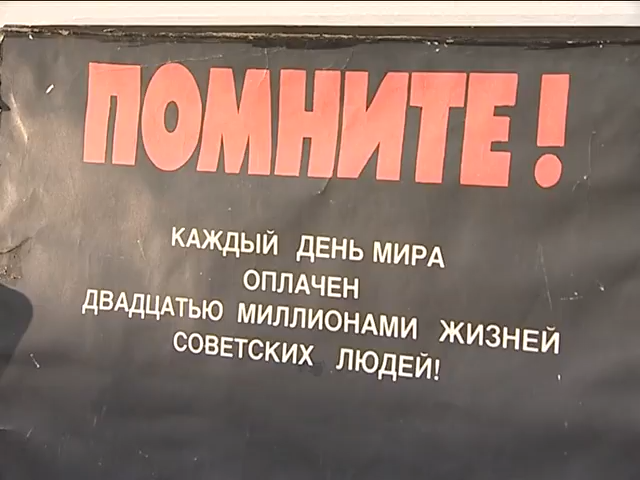 ПОМНИТЕ!
КАЖДЫЙ ДЕНЬ МИРА
ОПЛАЧЕН
ДВАДЦАТЬЮ МИЛЛИОНАМИ ЖИЗНЕЙ
СОВЕТСКИХ ЛЮДЕЙ!